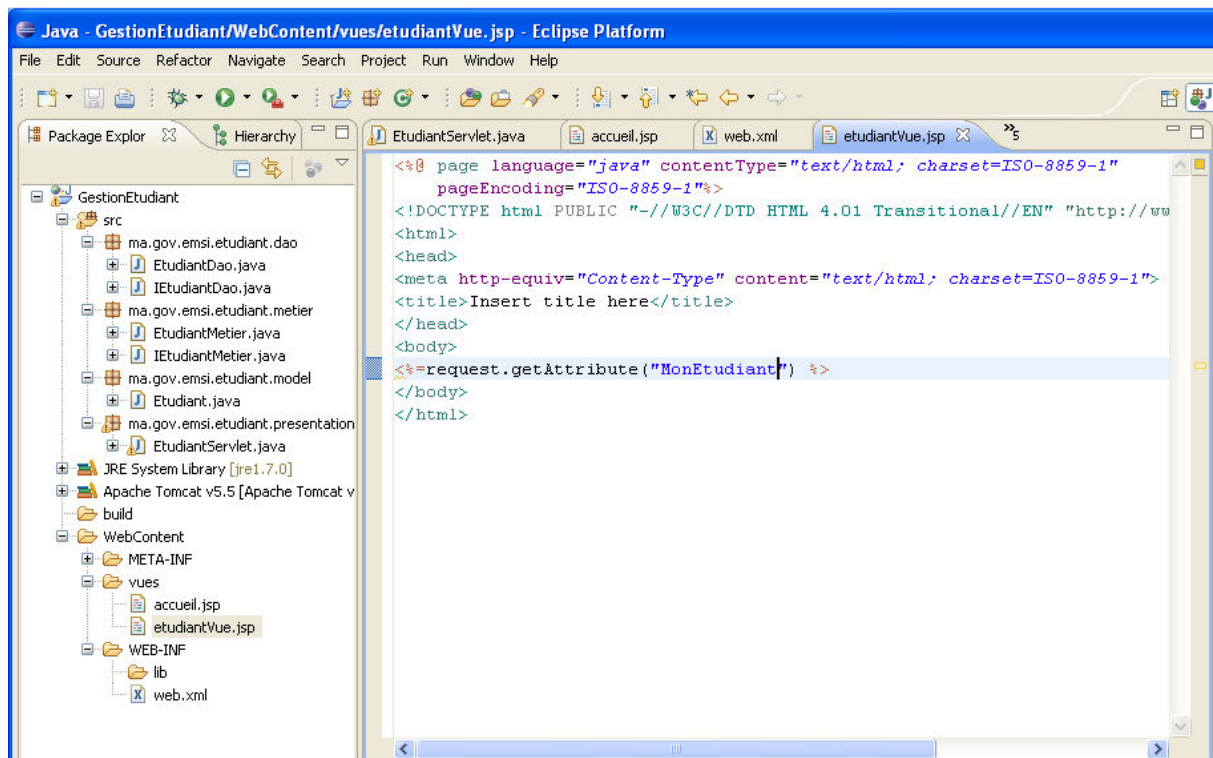 Java - GestionEtudiant/WebContent/vues/etudiantVue.jsp - Eclipse Platform
File Edit Source Refactor Navigate Search Project Run Window Help
Package Explor Hierarchy
GestionEtudiant
src
ma.gov.emsi.etudiant.dao
EtudiantDao.java
IEtudiantDao.java
ma.gov.emsi.etudiant.metier
EtudiantMetier.java
IEtudiantMetier.java
ma.gov.emsi.etudiant.model
Etudiant.java
ma.gov.emsi.etudiant.presentation
EtudiantServlet.java
JRE System Library [jre1.7.0]
Apache Tomcat v5.5 [Apache Tomcat v
build
WebContent
META-INF
vues
accueil.jsp
etudiantVue.jsp
WEB-INF
lib
web.xml
EtudiantServlet.java accueil.jsp web.xml etudiantVue.jsp »5
<%@ page language="java" contentType="text/html; charset=ISO-8859-1"
pageEncoding="ISO-8859-1"%>
<!DOCTYPE html PUBLIC "-//W3C//DTD HTML 4.01 Transitional//EN" "http://ww
<html>
<head>
<meta http-equiv="Content-Type" content="text/html; charset=ISO-8859-1">
<title>Insert title here</title>
</head>
<body>
<%=request.getAttribute("MonEtudiant") %>
</body>
</html>